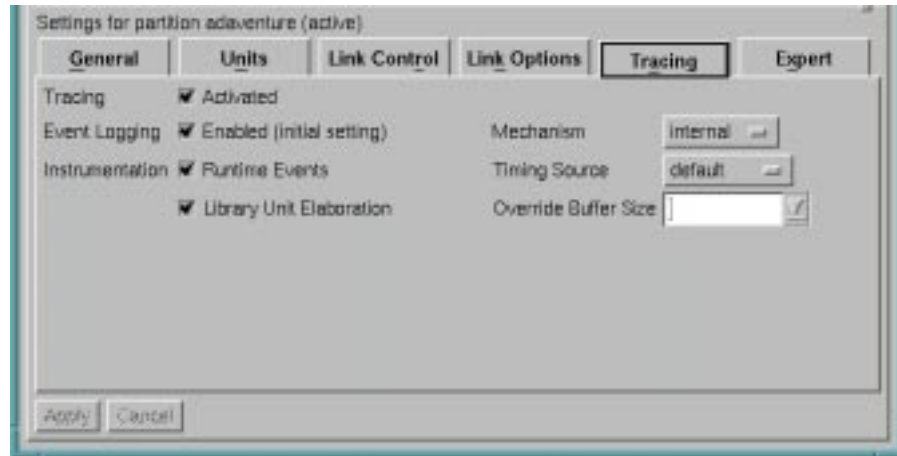 Settings for partition adaventure (active)
General Units Link Control Link Options Tracing Expert
Tracing Activated
Event Logging Enabled (initial setting) Mechanism internal
Instrumentation Runtime Events Timing Source default
Library Unit Elaboration Override Buffer Size
Apply Cancel